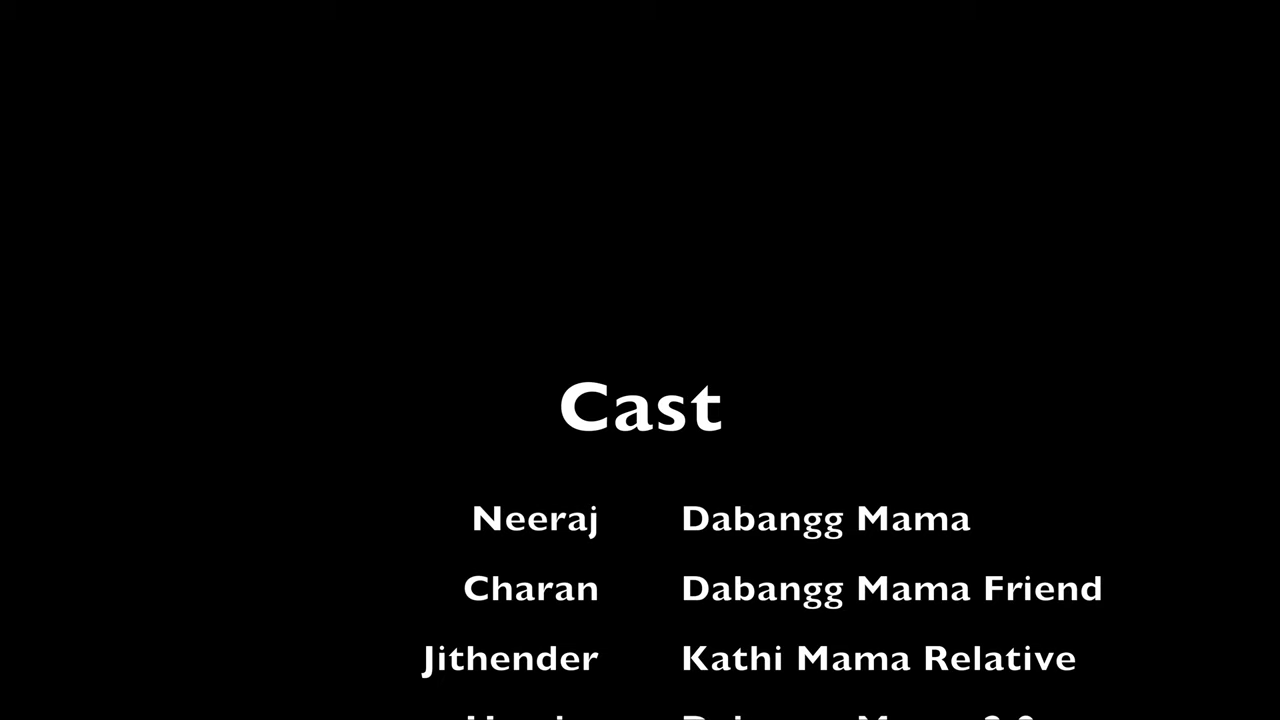 Cast
Neeraj Dabangg Mama
Charan Dabangg Mama Friend
Jithender Kathi Mama Relative